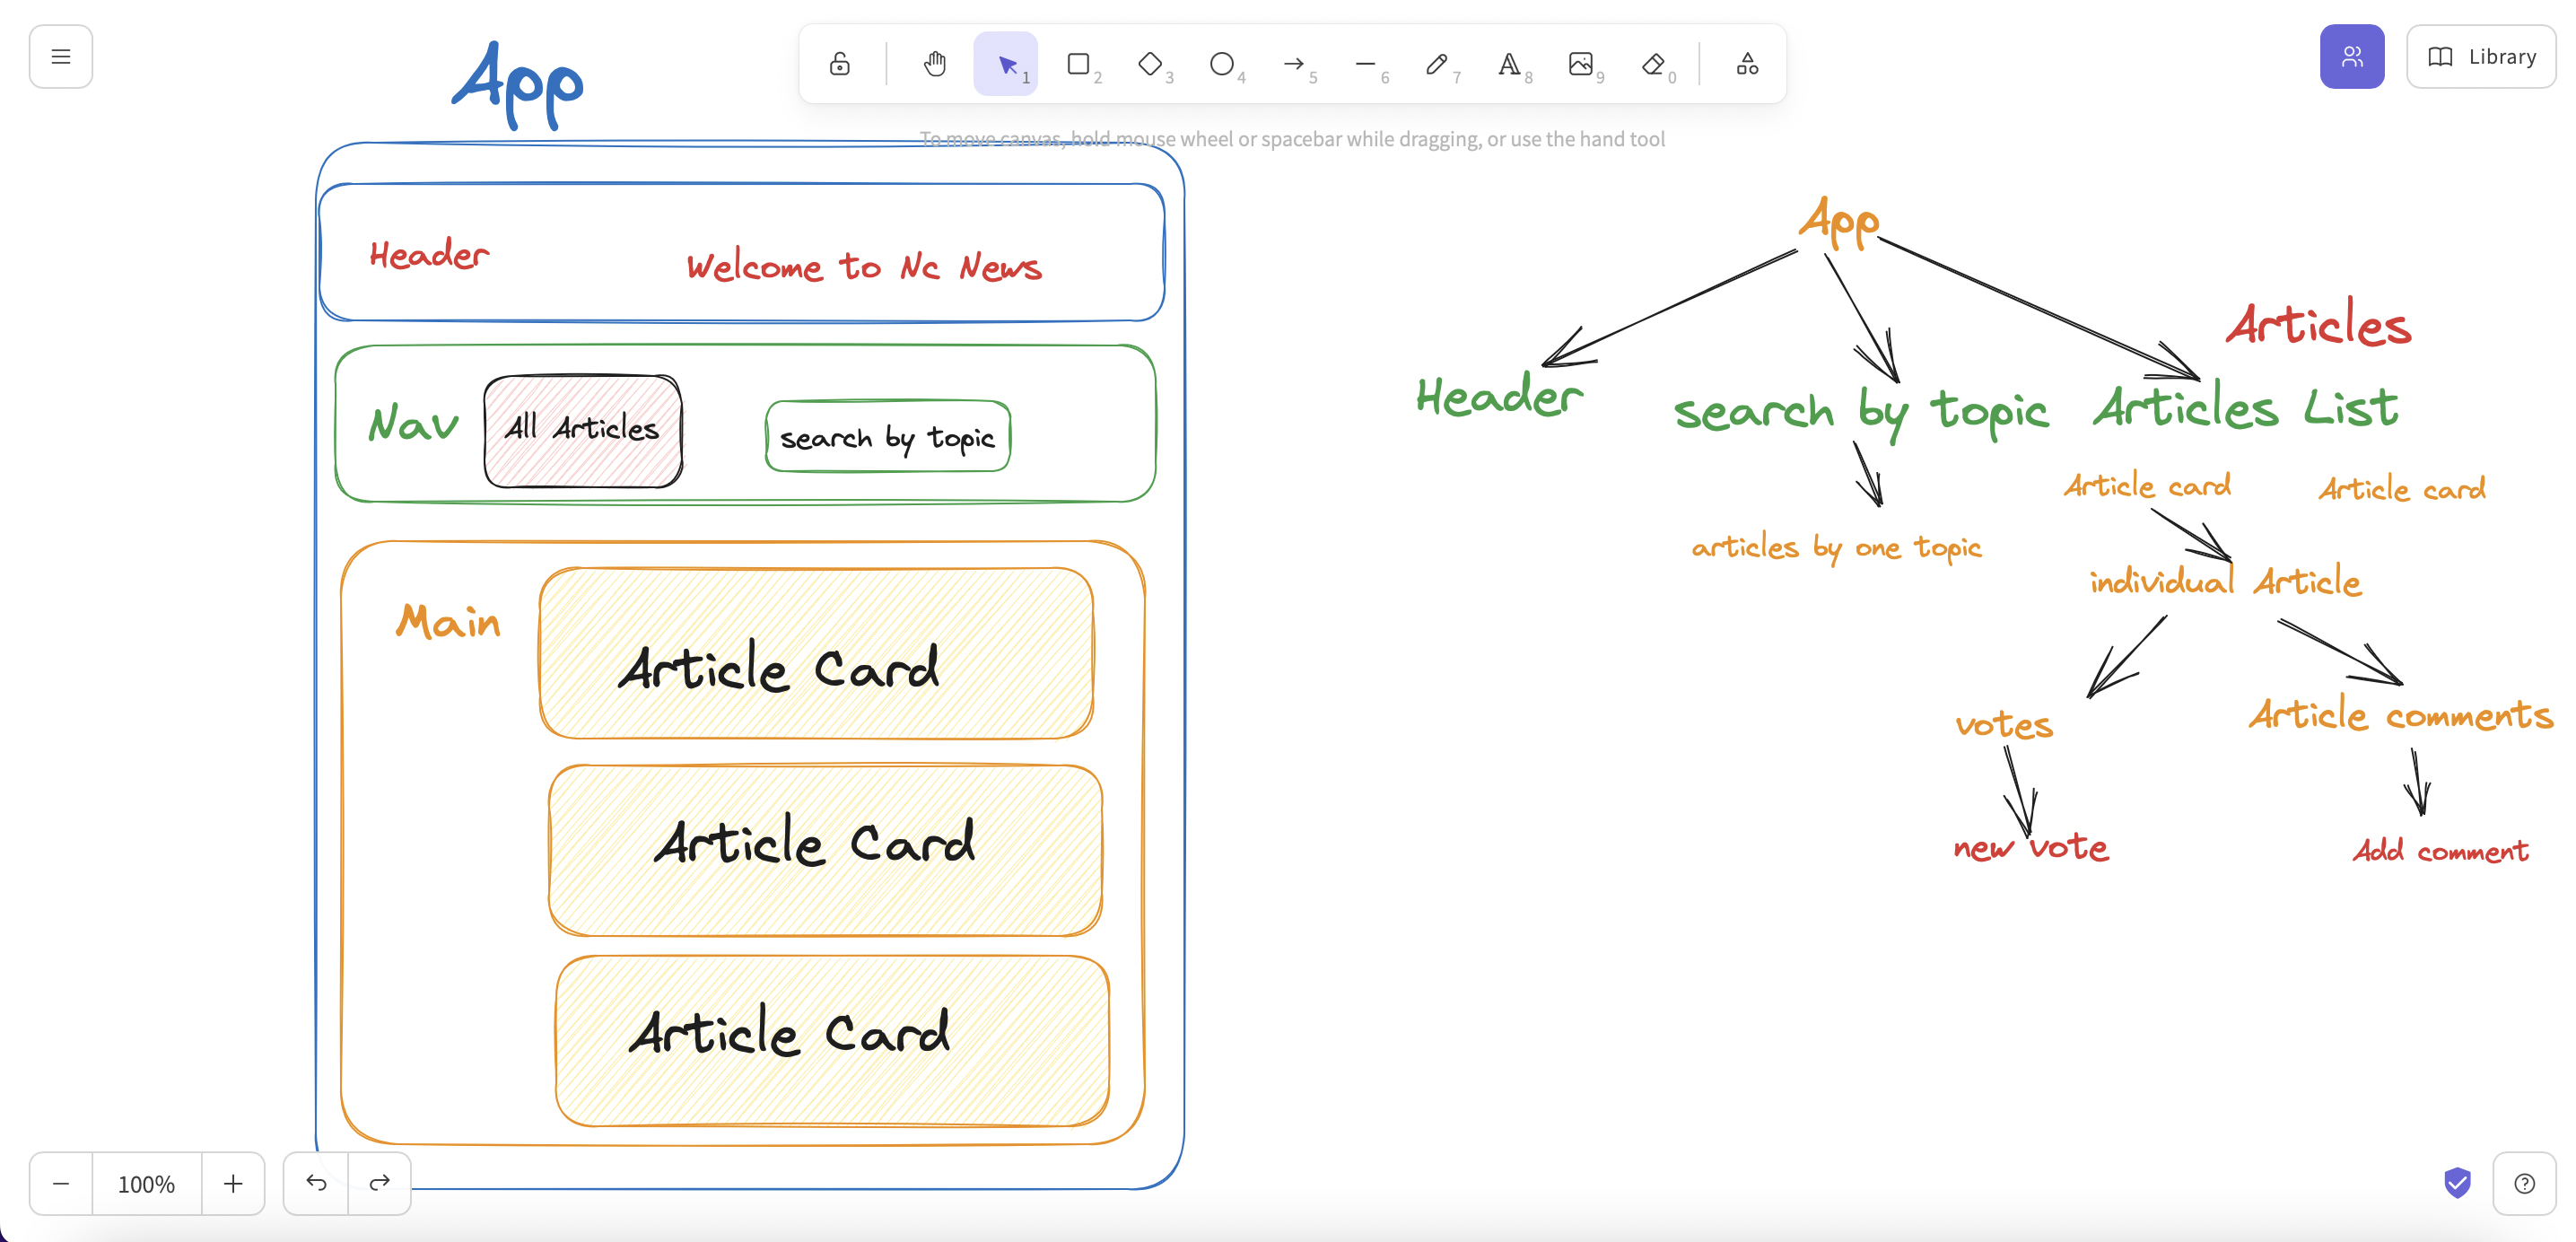 App
1
2
3
4
5
6
7
8
9
0
Library
To move canvas, hold mouse wheel or spacebar while dragging, or use the hand tool
Header
Welcome to Nc News
Nav
All Articles
search by topic
Main
Article Card
Article Card
Article Card
App
Articles
Header
search by topic
Articles List
Article card
Article card
articles by one topic
individual Article
votes
Article comments
new vote
Add comment
100%